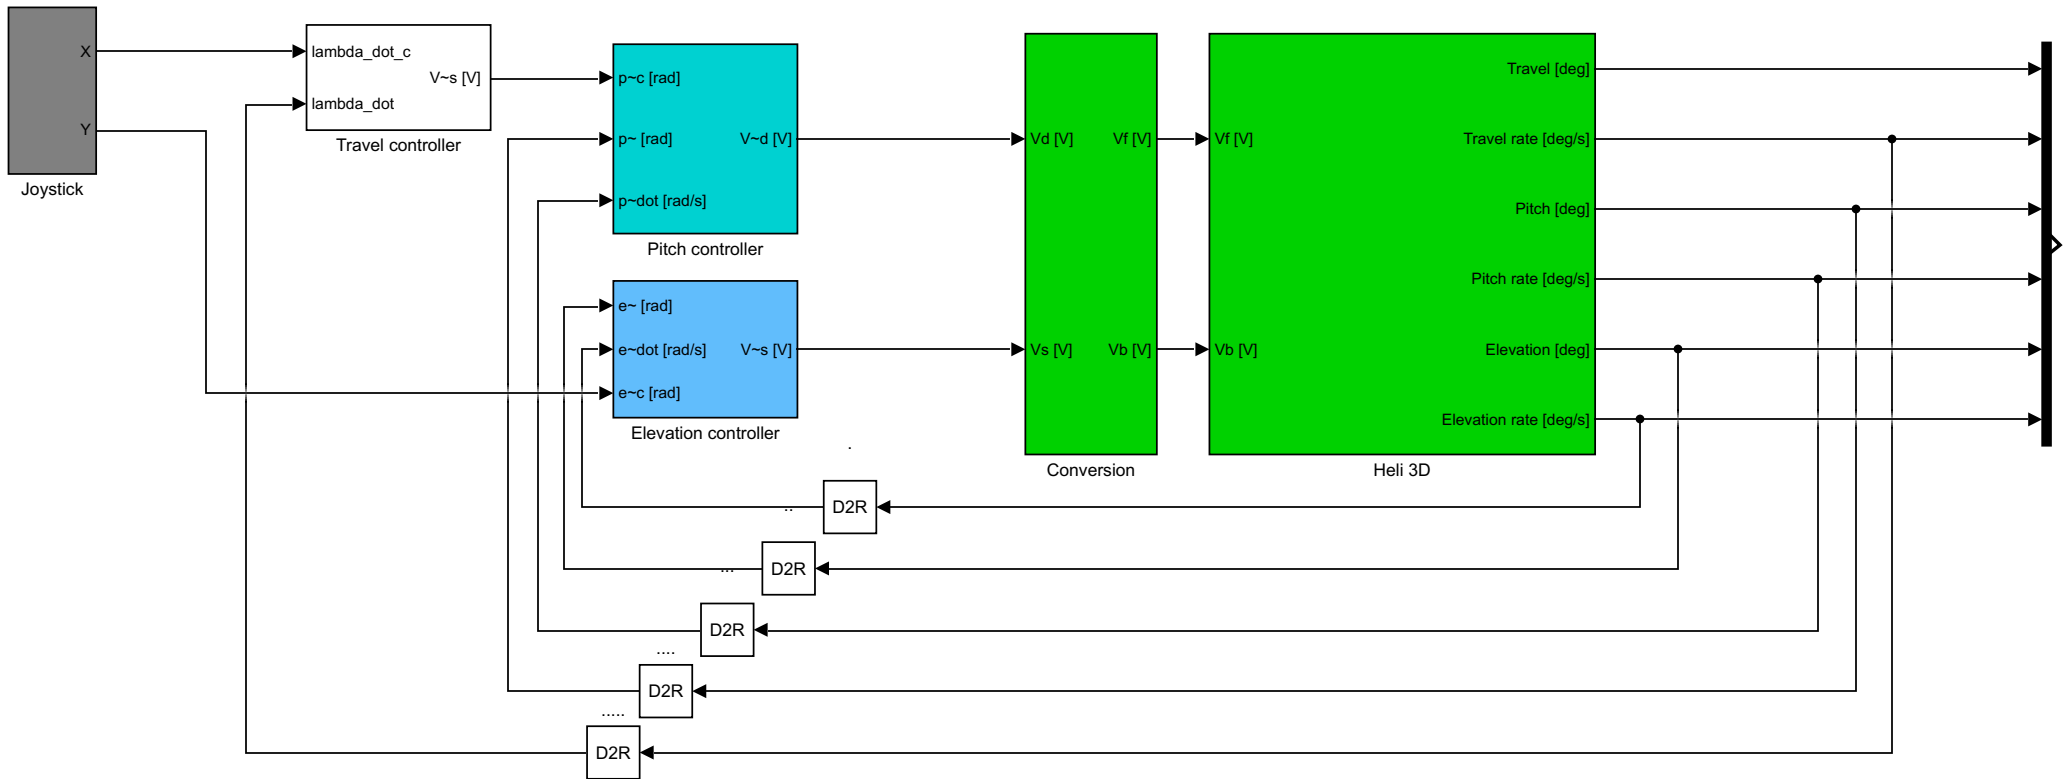 X
Y
Joystick
lambda_dot_c
lambda_dot
V~s [V]
Travel controller
p~c [rad]
p~ [rad]
p~dot [rad/s]
V~d [V]
Pitch controller
e~ [rad]
e~dot [rad/s]
e~c [rad]
V~s [V]
Elevation controller
Vd [V]
Vs [V]
Vf [V]
Vb [V]
Conversion
Vf [V]
Vb [V]
Travel [deg]
Travel rate [deg/s]
Pitch [deg]
Pitch rate [deg/s]
Elevation [deg]
Elevation rate [deg/s]
Heli 3D
.
D2R
..
D2R
...
D2R
....
D2R
.....
D2R